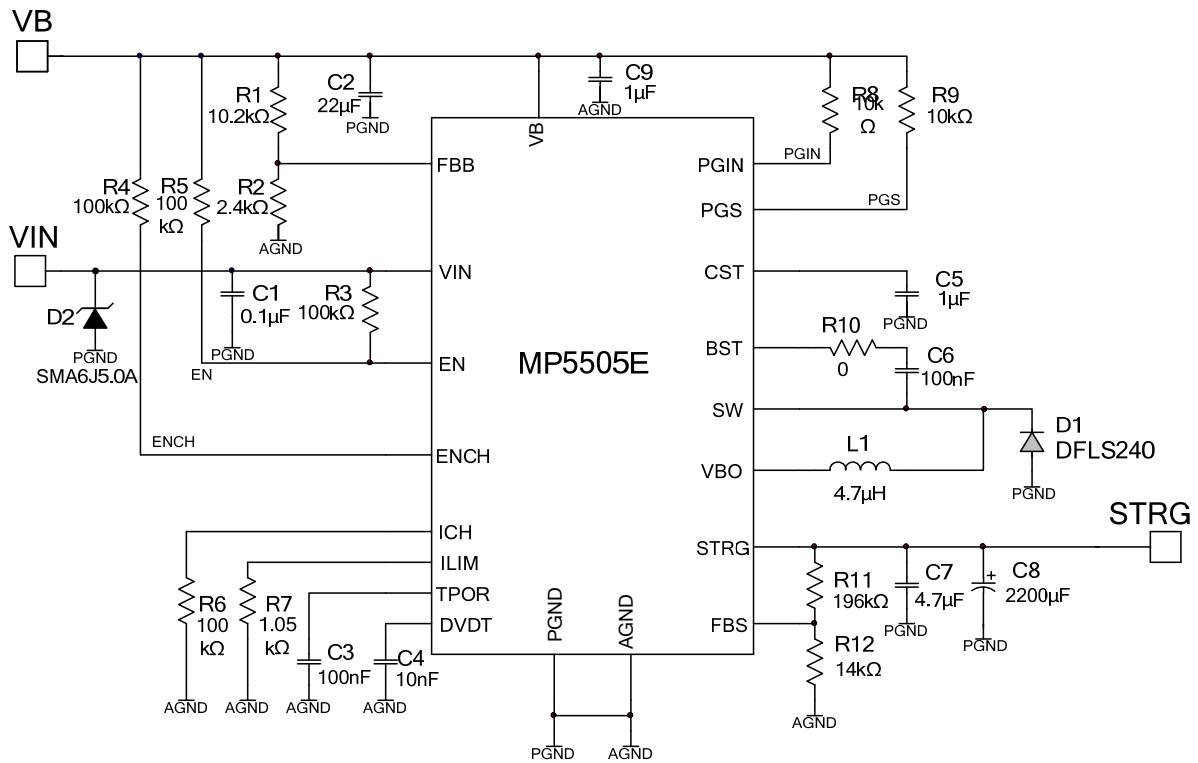 VB
R1
10.2kΩ
C2
22µF
PGND
C9
1µF
AGND
VB
R8
10k
Ω
R9
10kΩ
FBB
PGIN
PGIN
R4
100kΩ
R5
100
kΩ
R2
2.4kΩ
AGND
PGS
PGS
VIN
VIN
CST
C5
1µF
PGND
D2
PGND
SMA6J5.0A
C1
0.1µF
PGND
R3
100kΩ
EN
EN
MP5505E
BST
R10
0
C6
100nF
SW
D1
DFLS240
PGND
ENCH
ENCH
VBO
L1
4.7µH
STRG
ICH
ILIM
TPOR
DVDT
STRG
FBS
R6
100
kΩ
AGND
R7
1.05
kΩ
AGND
C3
100nF
AGND
C4
10nF
AGND
PGND
AGND
PGND
AGND
R11
196kΩ
C7
4.7µF
PGND
C8
2200µF
PGND
+
R12
14kΩ
AGND